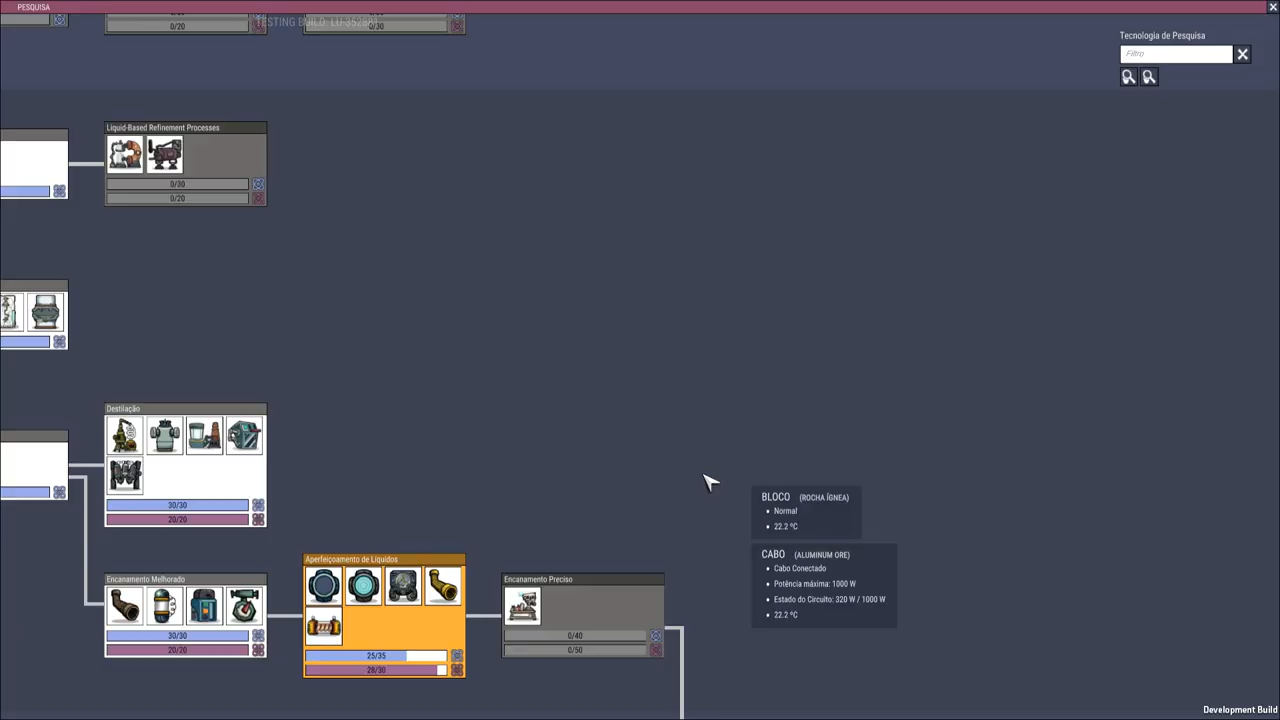 PESQUISA
0/20
TESTING BUILD: LU-352883
0/30
Tecnologia de Pesquisa
Filtro
Liquid-Based Refinement Processes
0/30
0/20
Destilação
30/30
20/20
BLOCO (ROCHA ÍGNEA)
• Normal
• 22.2 ºC
CABO (ALUMINUM ORE)
• Cabo Conectado
• Potência máxima: 1000 W
• Estado do Circuito: 320 W / 1000 W
• 22.2 ºC
Encanamento Melhorado
30/30
20/20
Aperfeiçoamento de Líquidos
25/35
28/30
Encanamento Preciso
0/40
0/50
Development Build